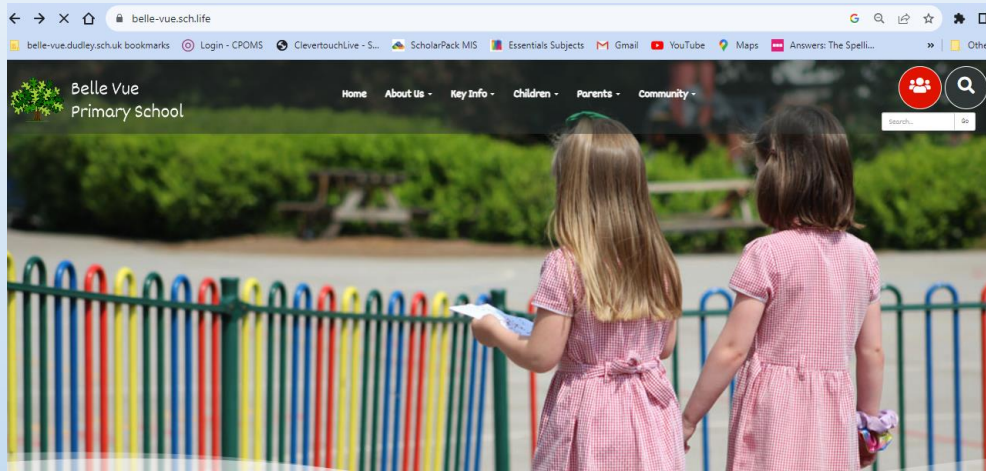 belle-vue.sch.life
belle-vue.dudley.sch.uk bookmarks Login - CPOMS ClevertouchLive - S... ScholarPack MIS Essentials Subjects Gmail YouTube Maps Answers: The Spelli... » Othe
Belle Vue
Primary School
Home About Us Key Info Children Parents Community
Search... Go